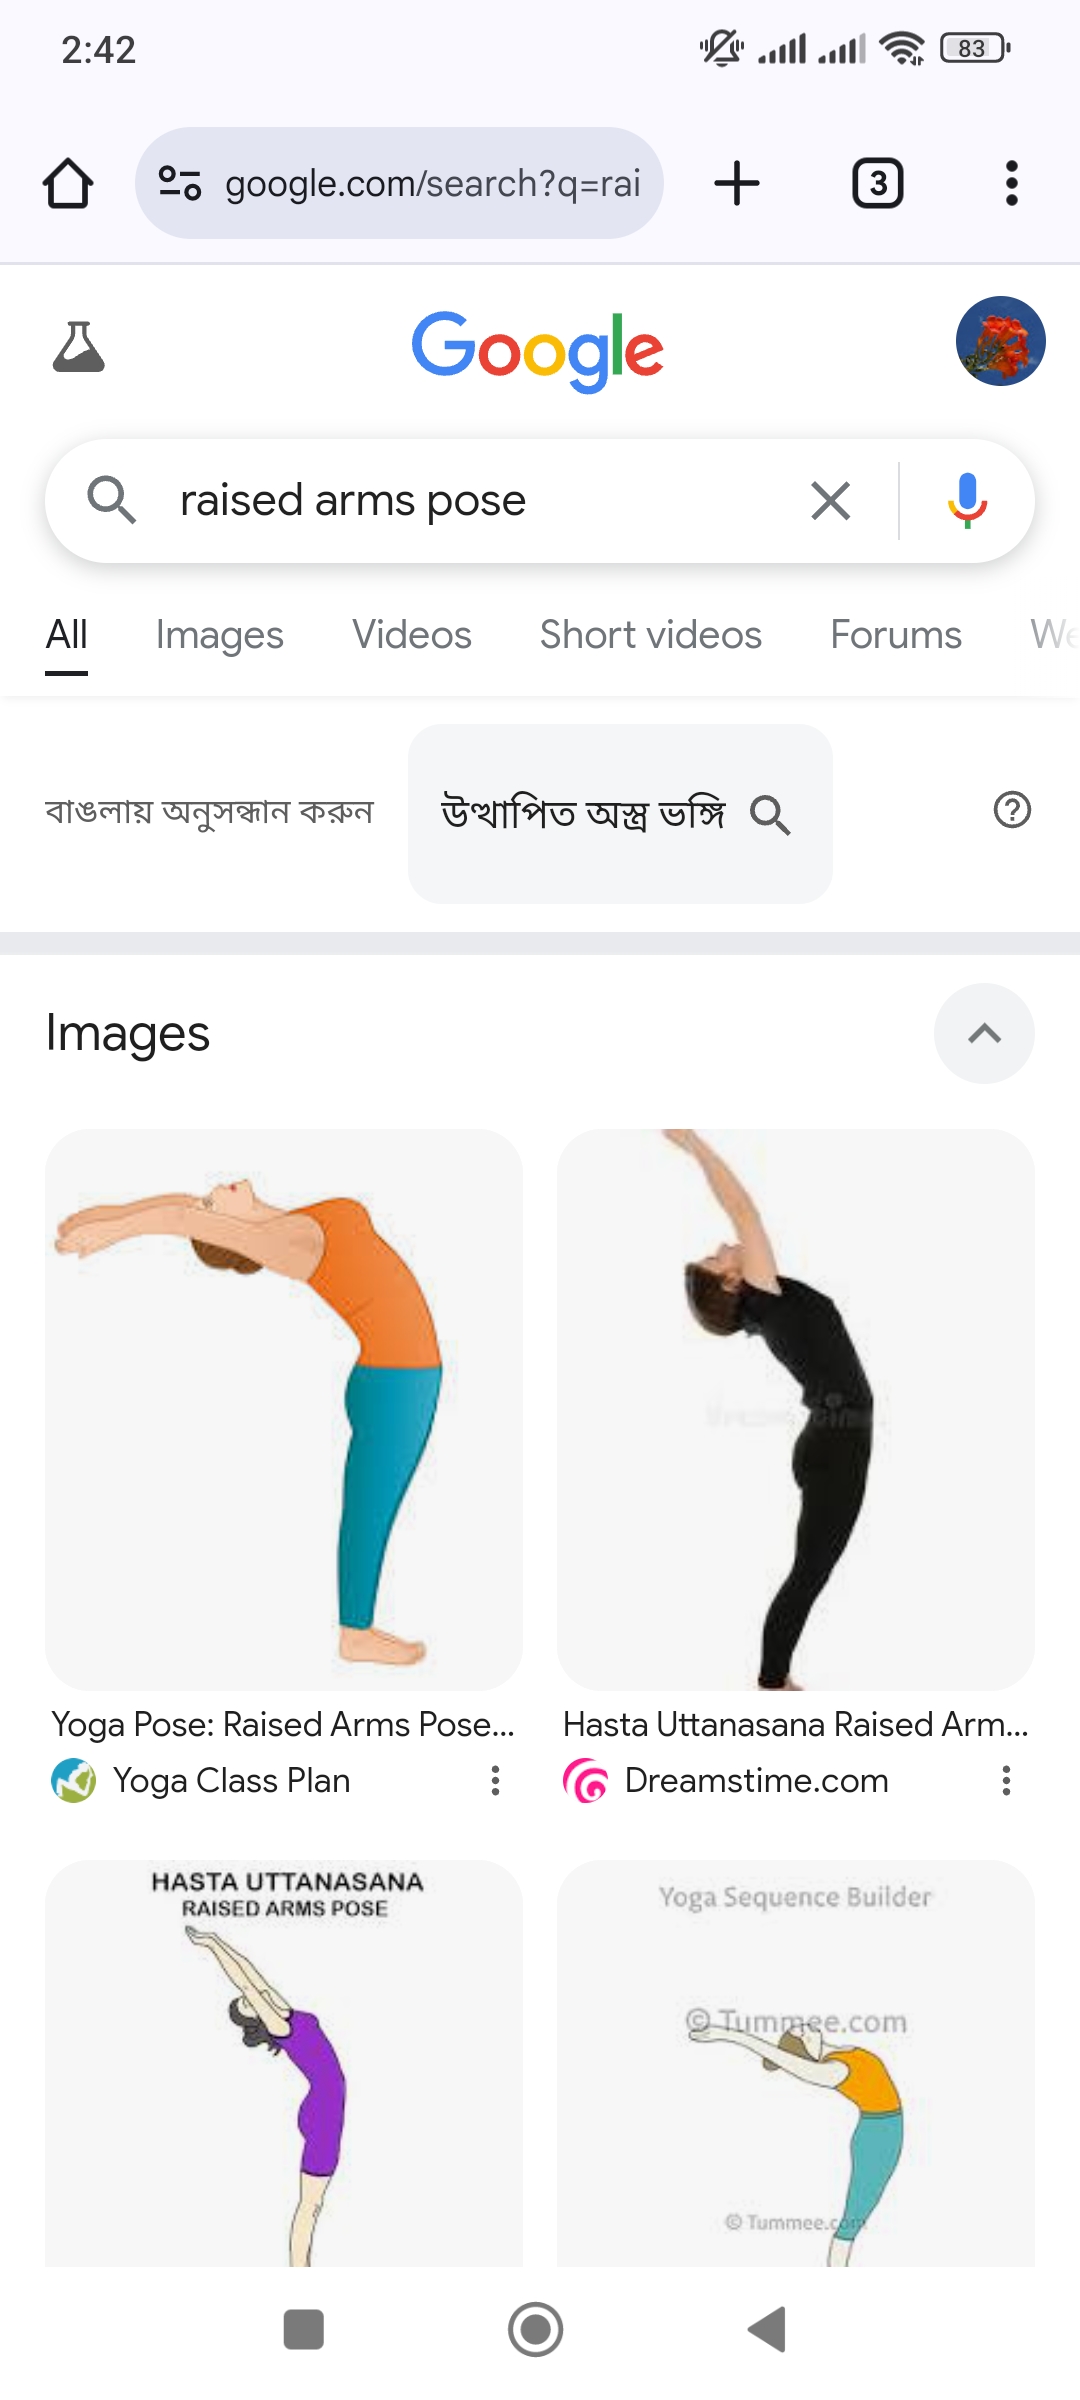 2:42
83
google.com/search?q=rai
3
Google
raised arms pose
All Images Videos Short videos Forums
বাঙলায় অনুসন্ধান করুন
উত্থাপিত অস্ত্র ভঙ্গি
Images
Yoga Pose: Raised Arms Pose...
Yoga Class Plan
Hasta Uttanasana Raised Arm...
Dreamstime.com
HASTA UTTANASANA
RAISED ARMS POSE
Yoga Sequence Builder
© Tummee.com
© Tummee.com